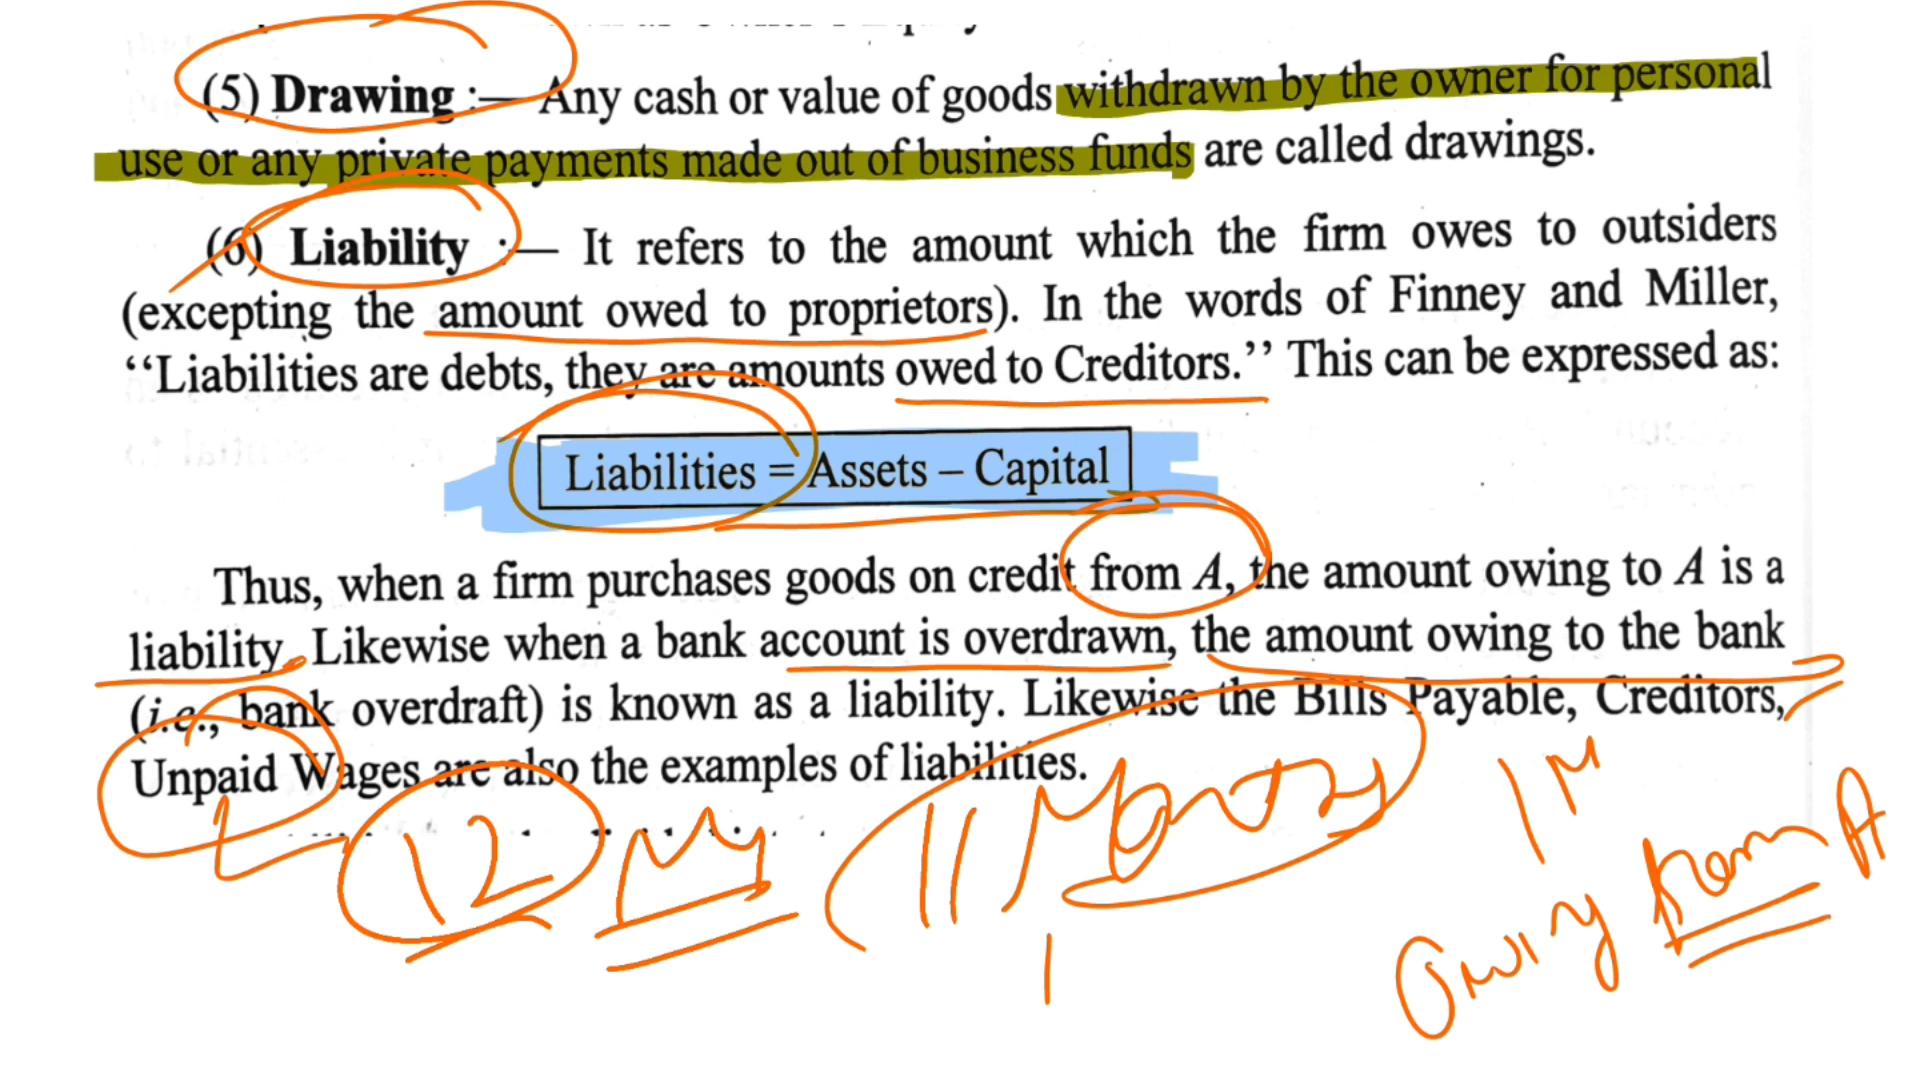 (5) Drawing :— Any cash or value of goods withdrawn by the owner for personal
use or any private payments made out of business funds are called drawings.
(6) Liability :— It refers to the amount which the firm owes to outsiders
(excepting the amount owed to proprietors). In the words of Finney and Miller,
‘‘Liabilities are debts, they are amounts owed to Creditors.’’ This can be expressed as:
Liabilities = Assets – Capital
Thus, when a firm purchases goods on credit from A, the amount owing to A is a
liability. Likewise when a bank account is overdrawn, the amount owing to the bank
(i.e., bank overdraft) is known as a liability. Likewise the Bills Payable, Creditors,
Unpaid Wages are also the examples of liabilities.
12 M 11 Months 1 M
1
Owing from A